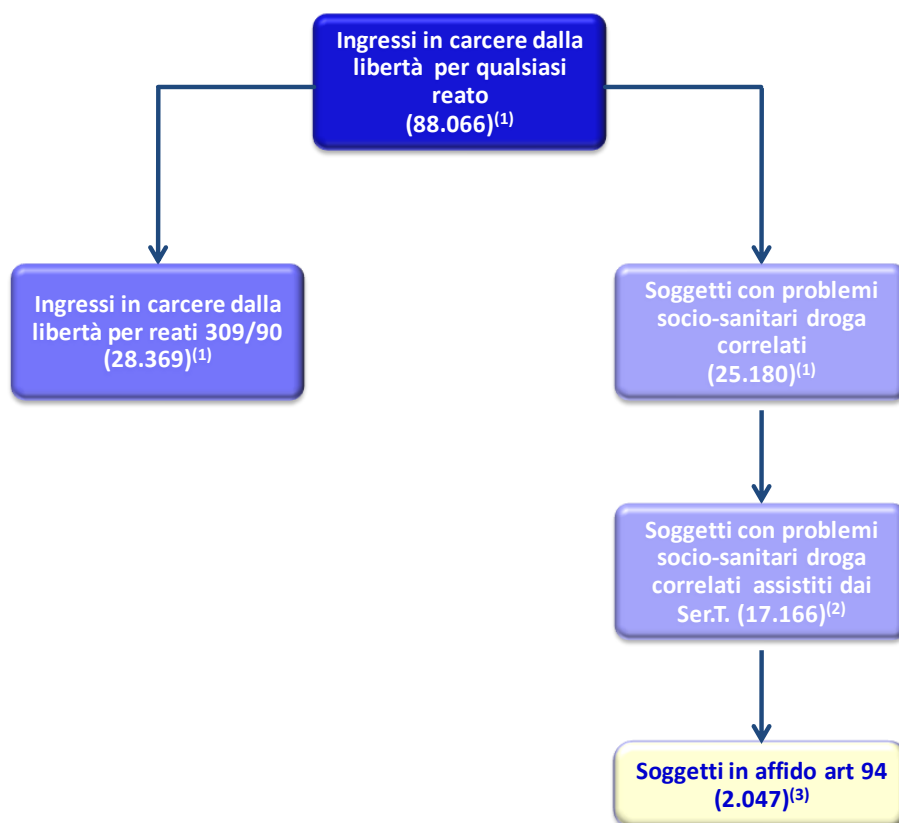 Ingressi in carcere dalla
libertà per qualsiasi
reato
(88.066)(1)
Ingressi in carcere dalla
libertà per reati 309/90
(28.369)(1)
Soggetti con problemi
socio-sanitari droga
correlati
(25.180)(1)
Soggetti con problemi
socio-sanitari droga
correlati assistiti dai
Ser.T. (17.166)(2)
Soggetti in affido art 94
(2.047)(3)